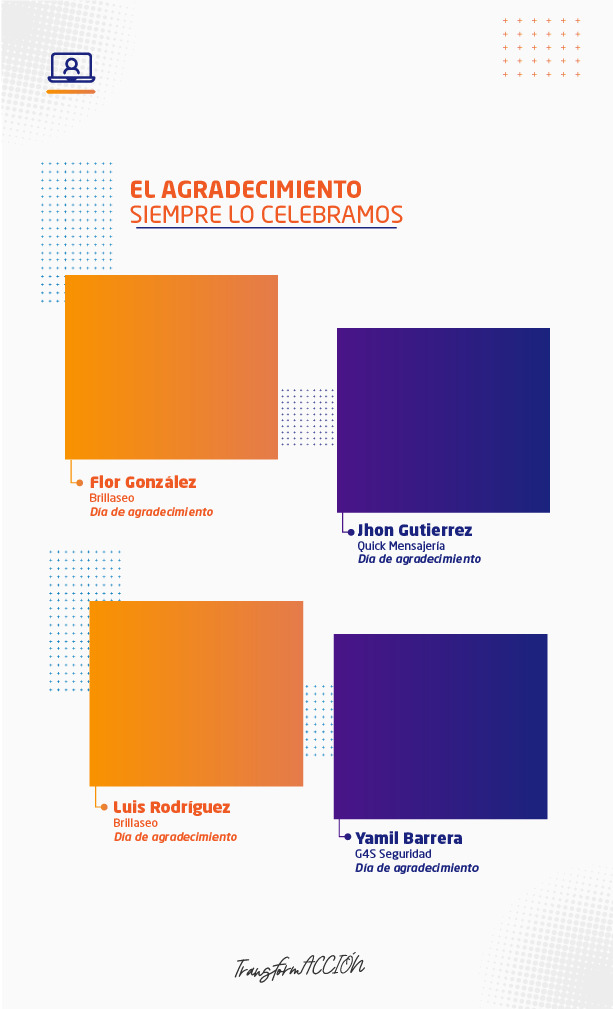 EL AGRADECIMIENTO
SIEMPRE LO CELEBRAMOS
Flor González
Brillaseo
Día de agradecimiento
Jhon Gutierrez
Quick Mensajería
Día de agradecimiento
Luis Rodríguez
Brillaseo
Día de agradecimiento
Yamil Barrera
G4S Seguridad
Día de agradecimiento
TransformACCIÓN